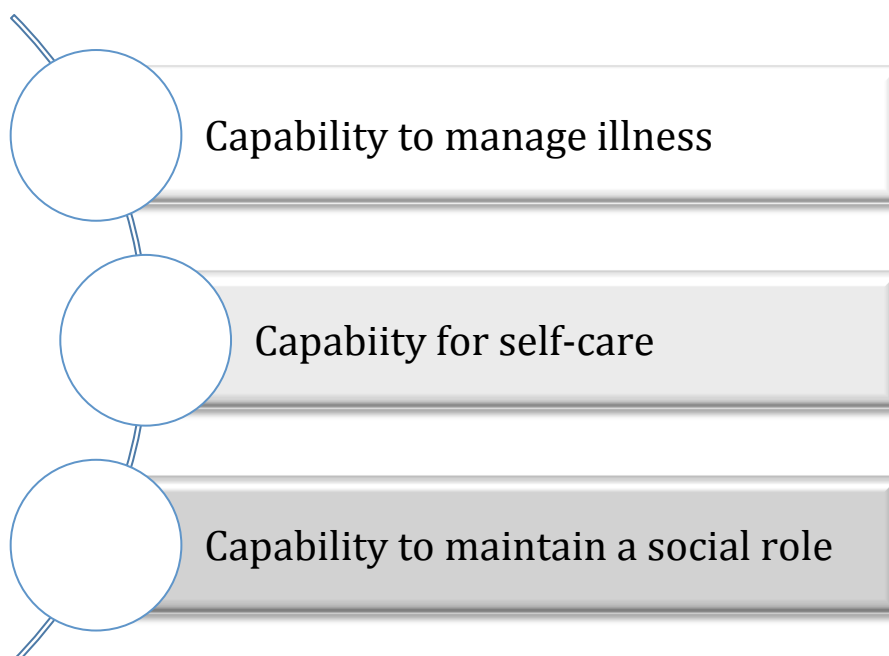 Capability to manage illness
Capabiity for self-care
Capability to maintain a social role